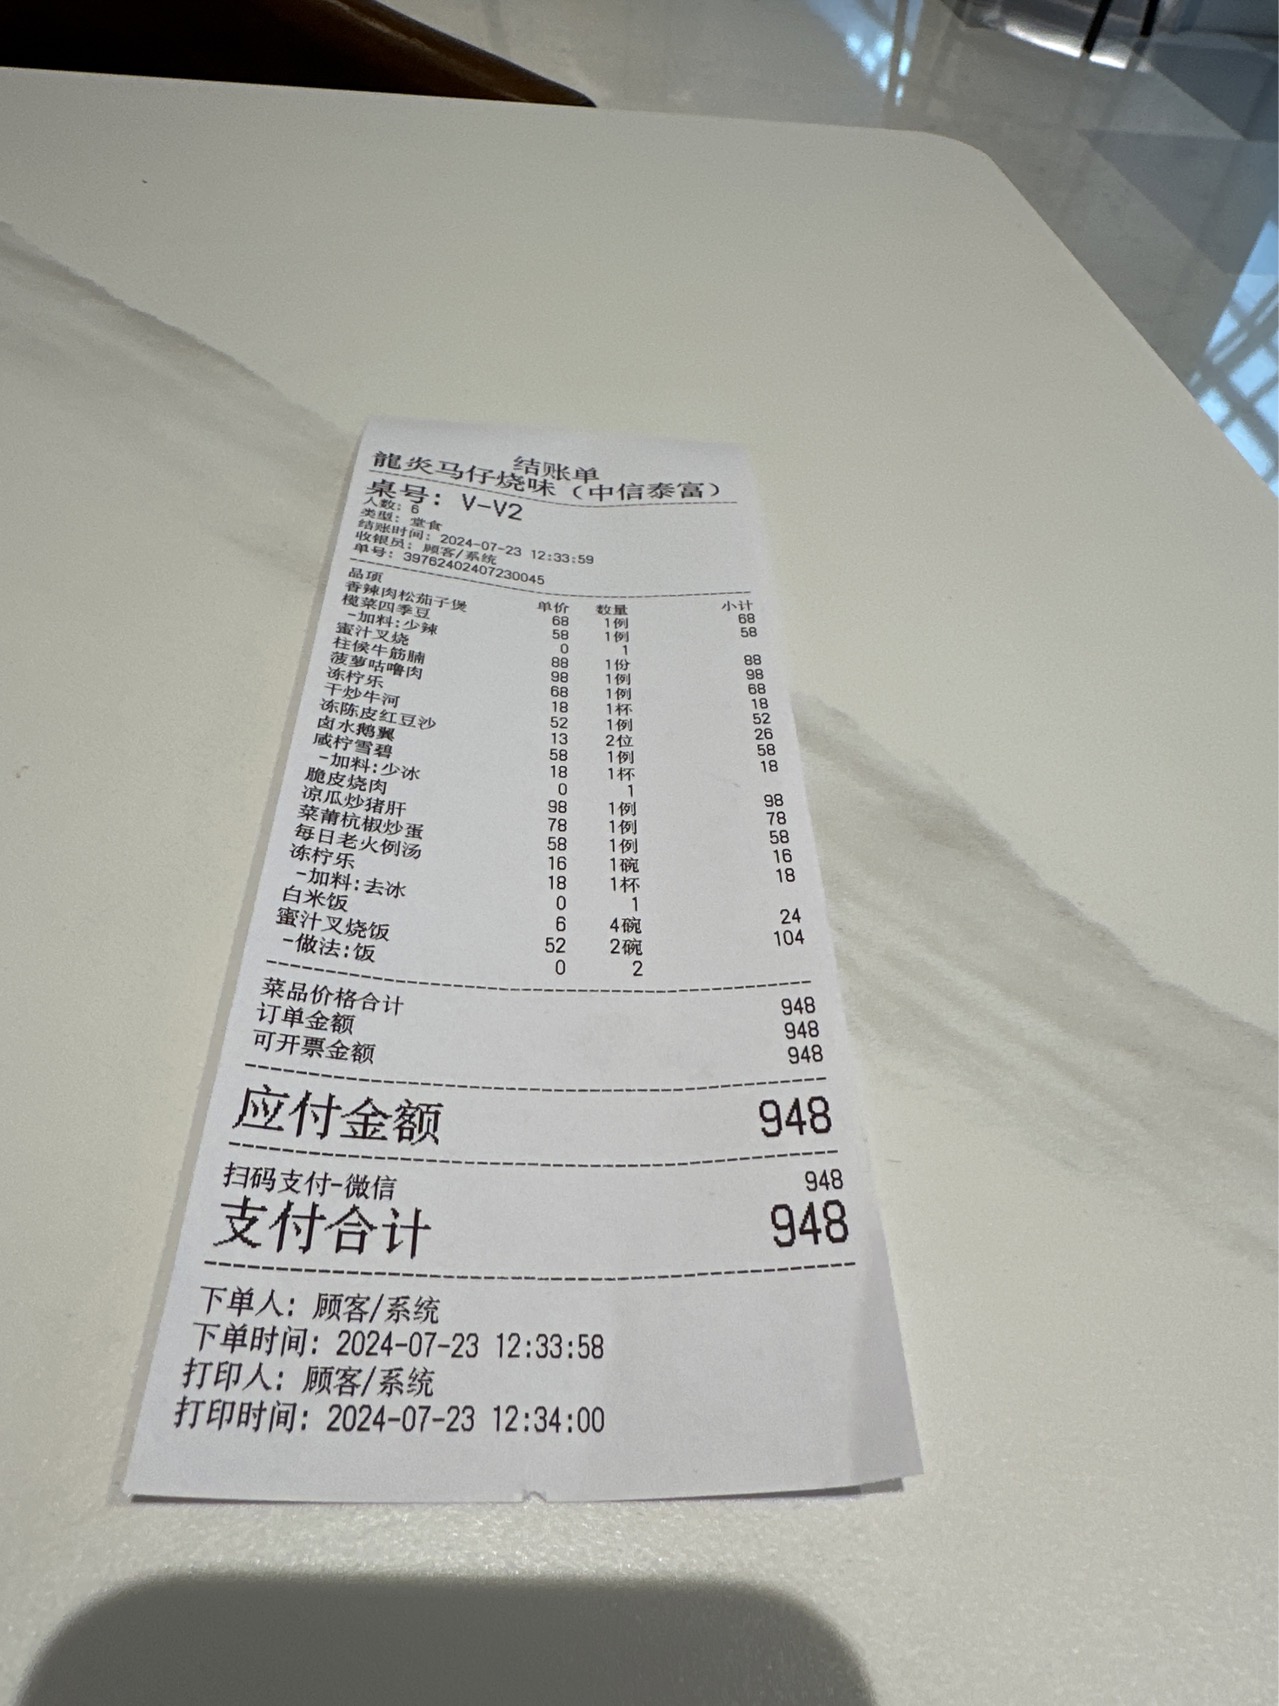 结账单
龍炎马仔烧味（中信泰富）
桌号: V-V2
人数: 6
类型: 堂食
结账时间: 2024-07-23 12:33:59
收银员: 顾客/系统
单号: 39762402407230045
品项 单价 数量 小计
香辣肉松茄子煲 68 1例 68
榄菜四季豆 58 1例 58
-加料:少辣 0 1
蜜汁叉烧 88 1份 88
柱候牛筋腩 98 1例 98
菠萝咕噜肉 68 1例 68
冻柠乐 18 1杯 18
干炒牛河 52 1例 52
冻陈皮红豆沙 13 2位 26
卤水鹅翼 58 1例 58
咸柠雪碧 18 1杯 18
-加料:少冰 0 1
脆皮烧肉 98 1例 98
凉瓜炒猪肝 78 1例 78
菜莆杭椒炒蛋 58 1例 58
每日老火例汤 16 1碗 16
冻柠乐 18 1杯 18
-加料:去冰 0 1
白米饭 6 4碗 24
蜜汁叉烧饭 52 2碗 104
-做法:饭 0 2
菜品价格合计 948
订单金额 948
可开票金额 948
应付金额 948
扫码支付-微信 948
支付合计 948
下单人: 顾客/系统
下单时间: 2024-07-23 12:33:58
打印人: 顾客/系统
打印时间: 2024-07-23 12:34:00